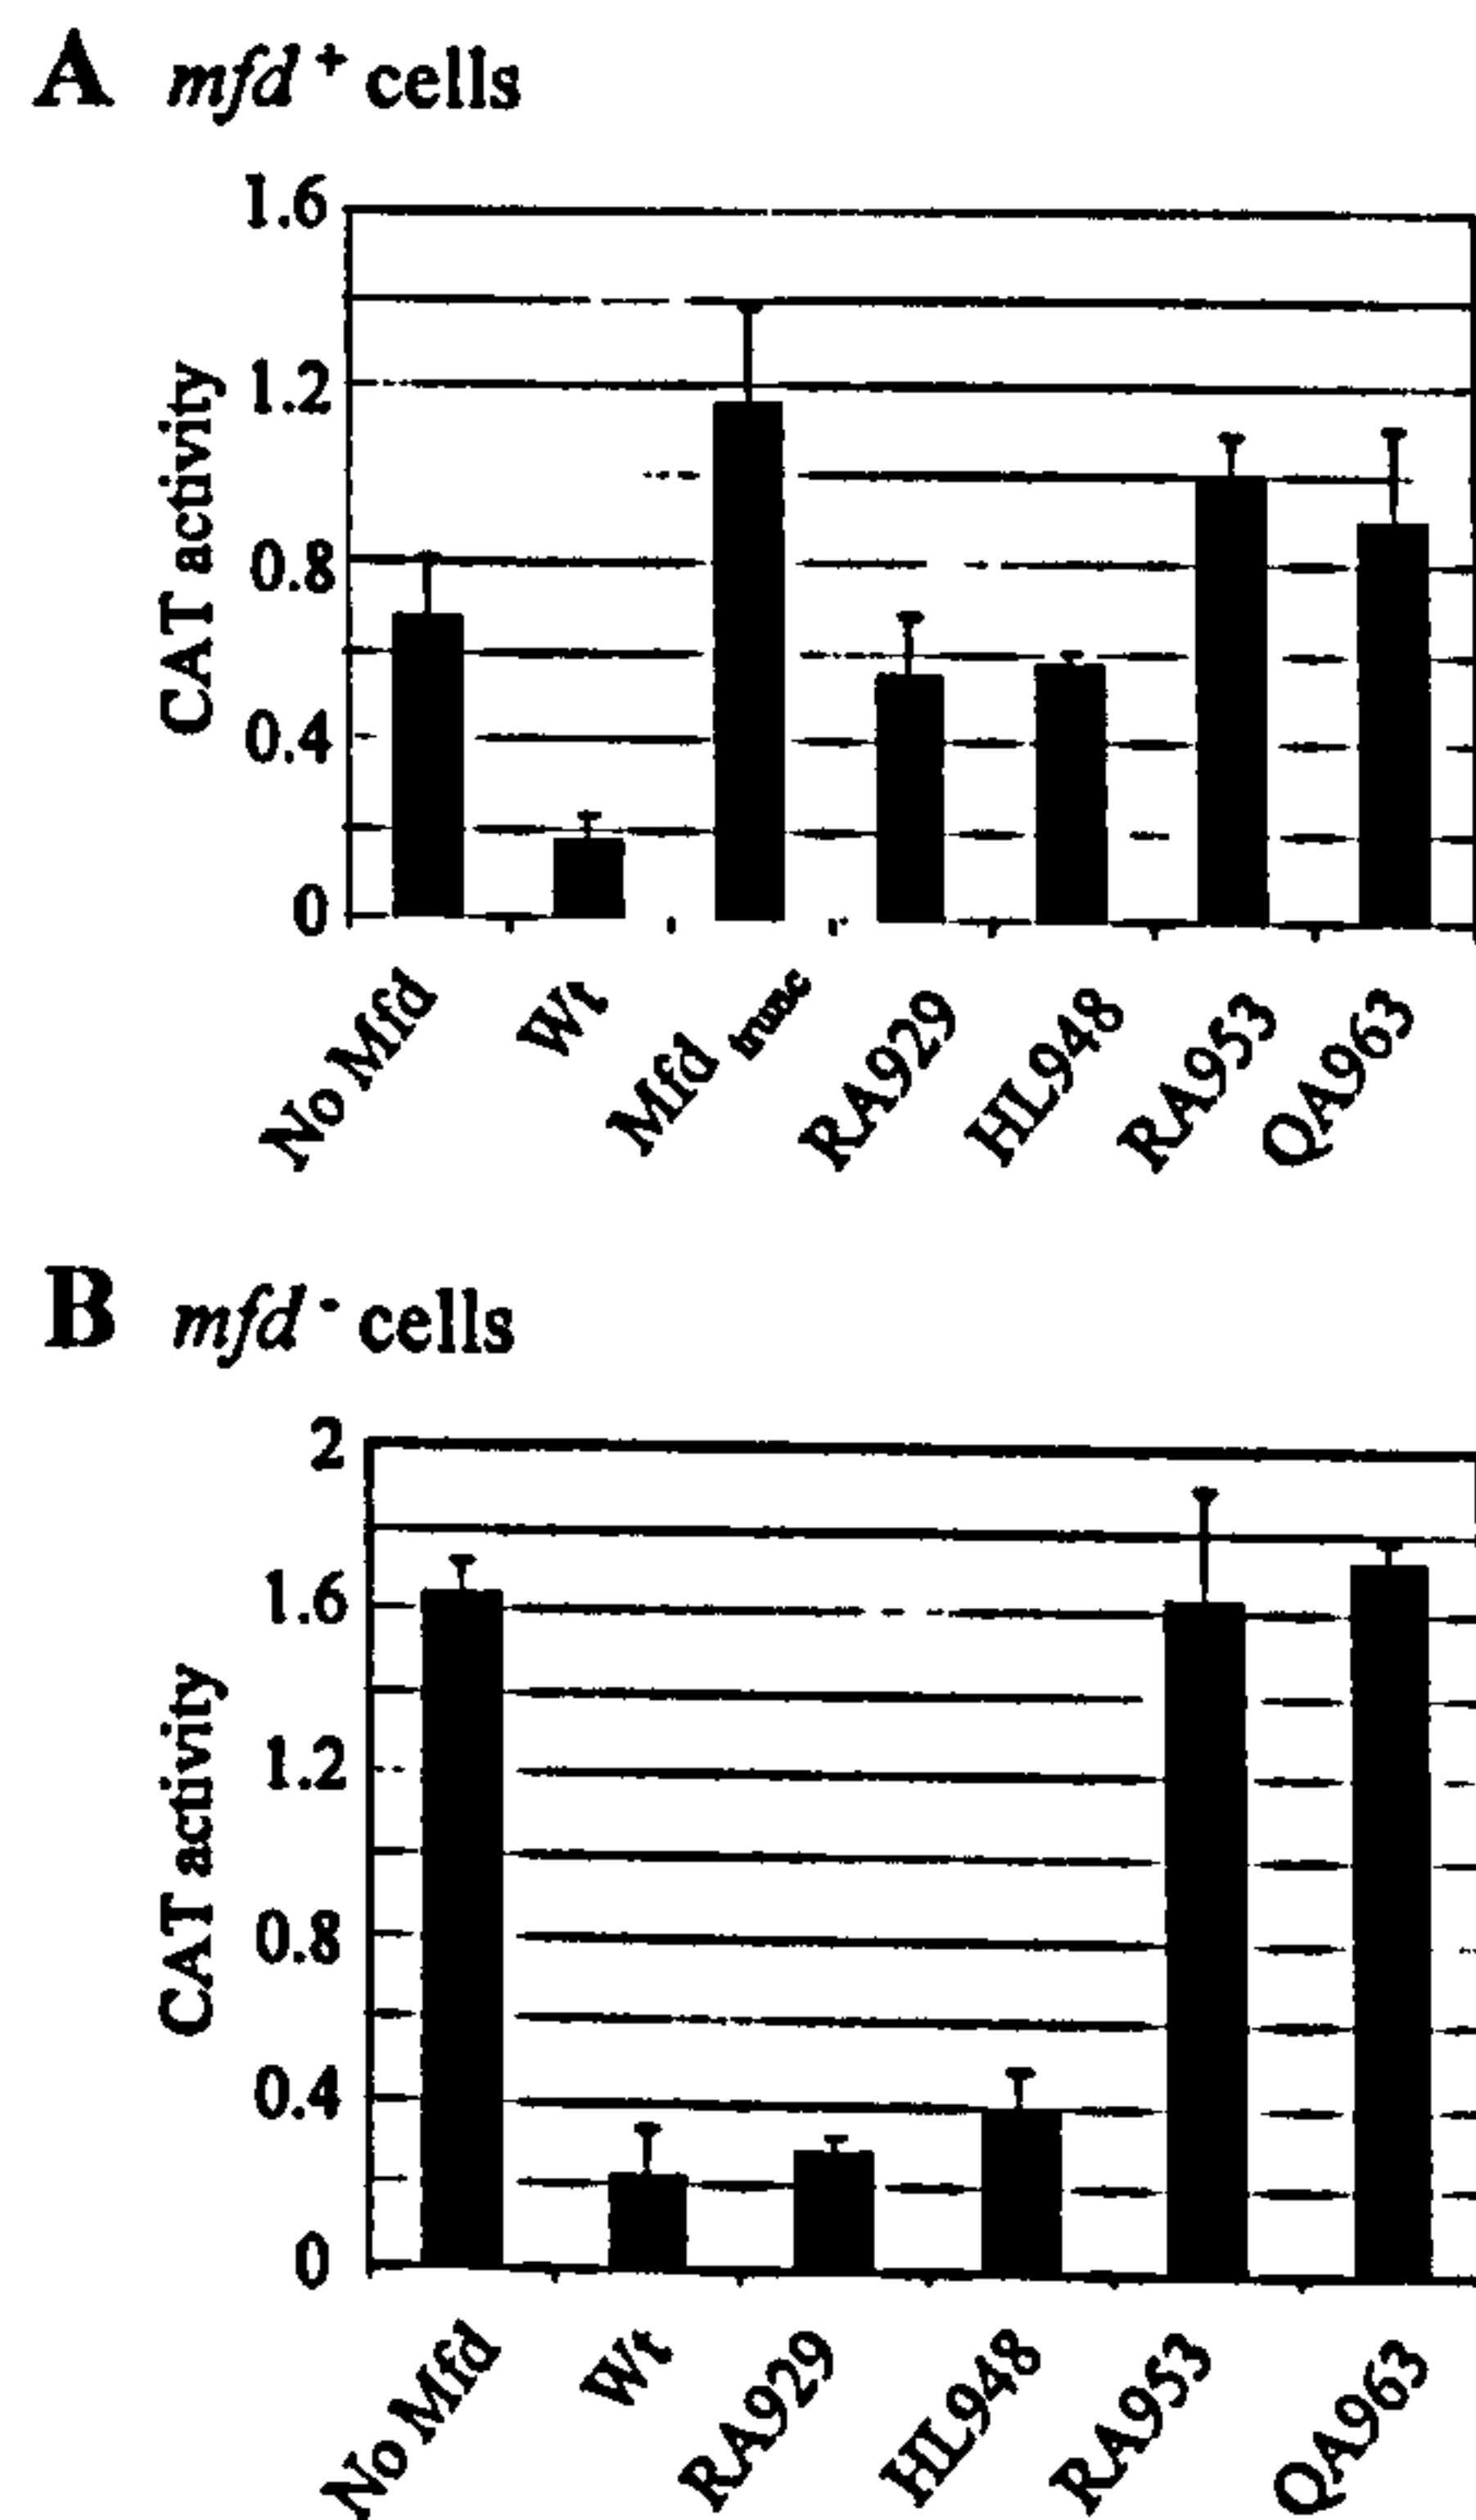 A mfd+ cells
1.6
1.2
0.8
0.4
0
CAT activity
No Mfd
Wt
Mfd trunc
RA929
HL948
RA953
QA963
B mfd- cells
2
1.6
1.2
0.8
0.4
0
CAT activity
No Mfd
Wt
RA929
HL948
RA953
QA963